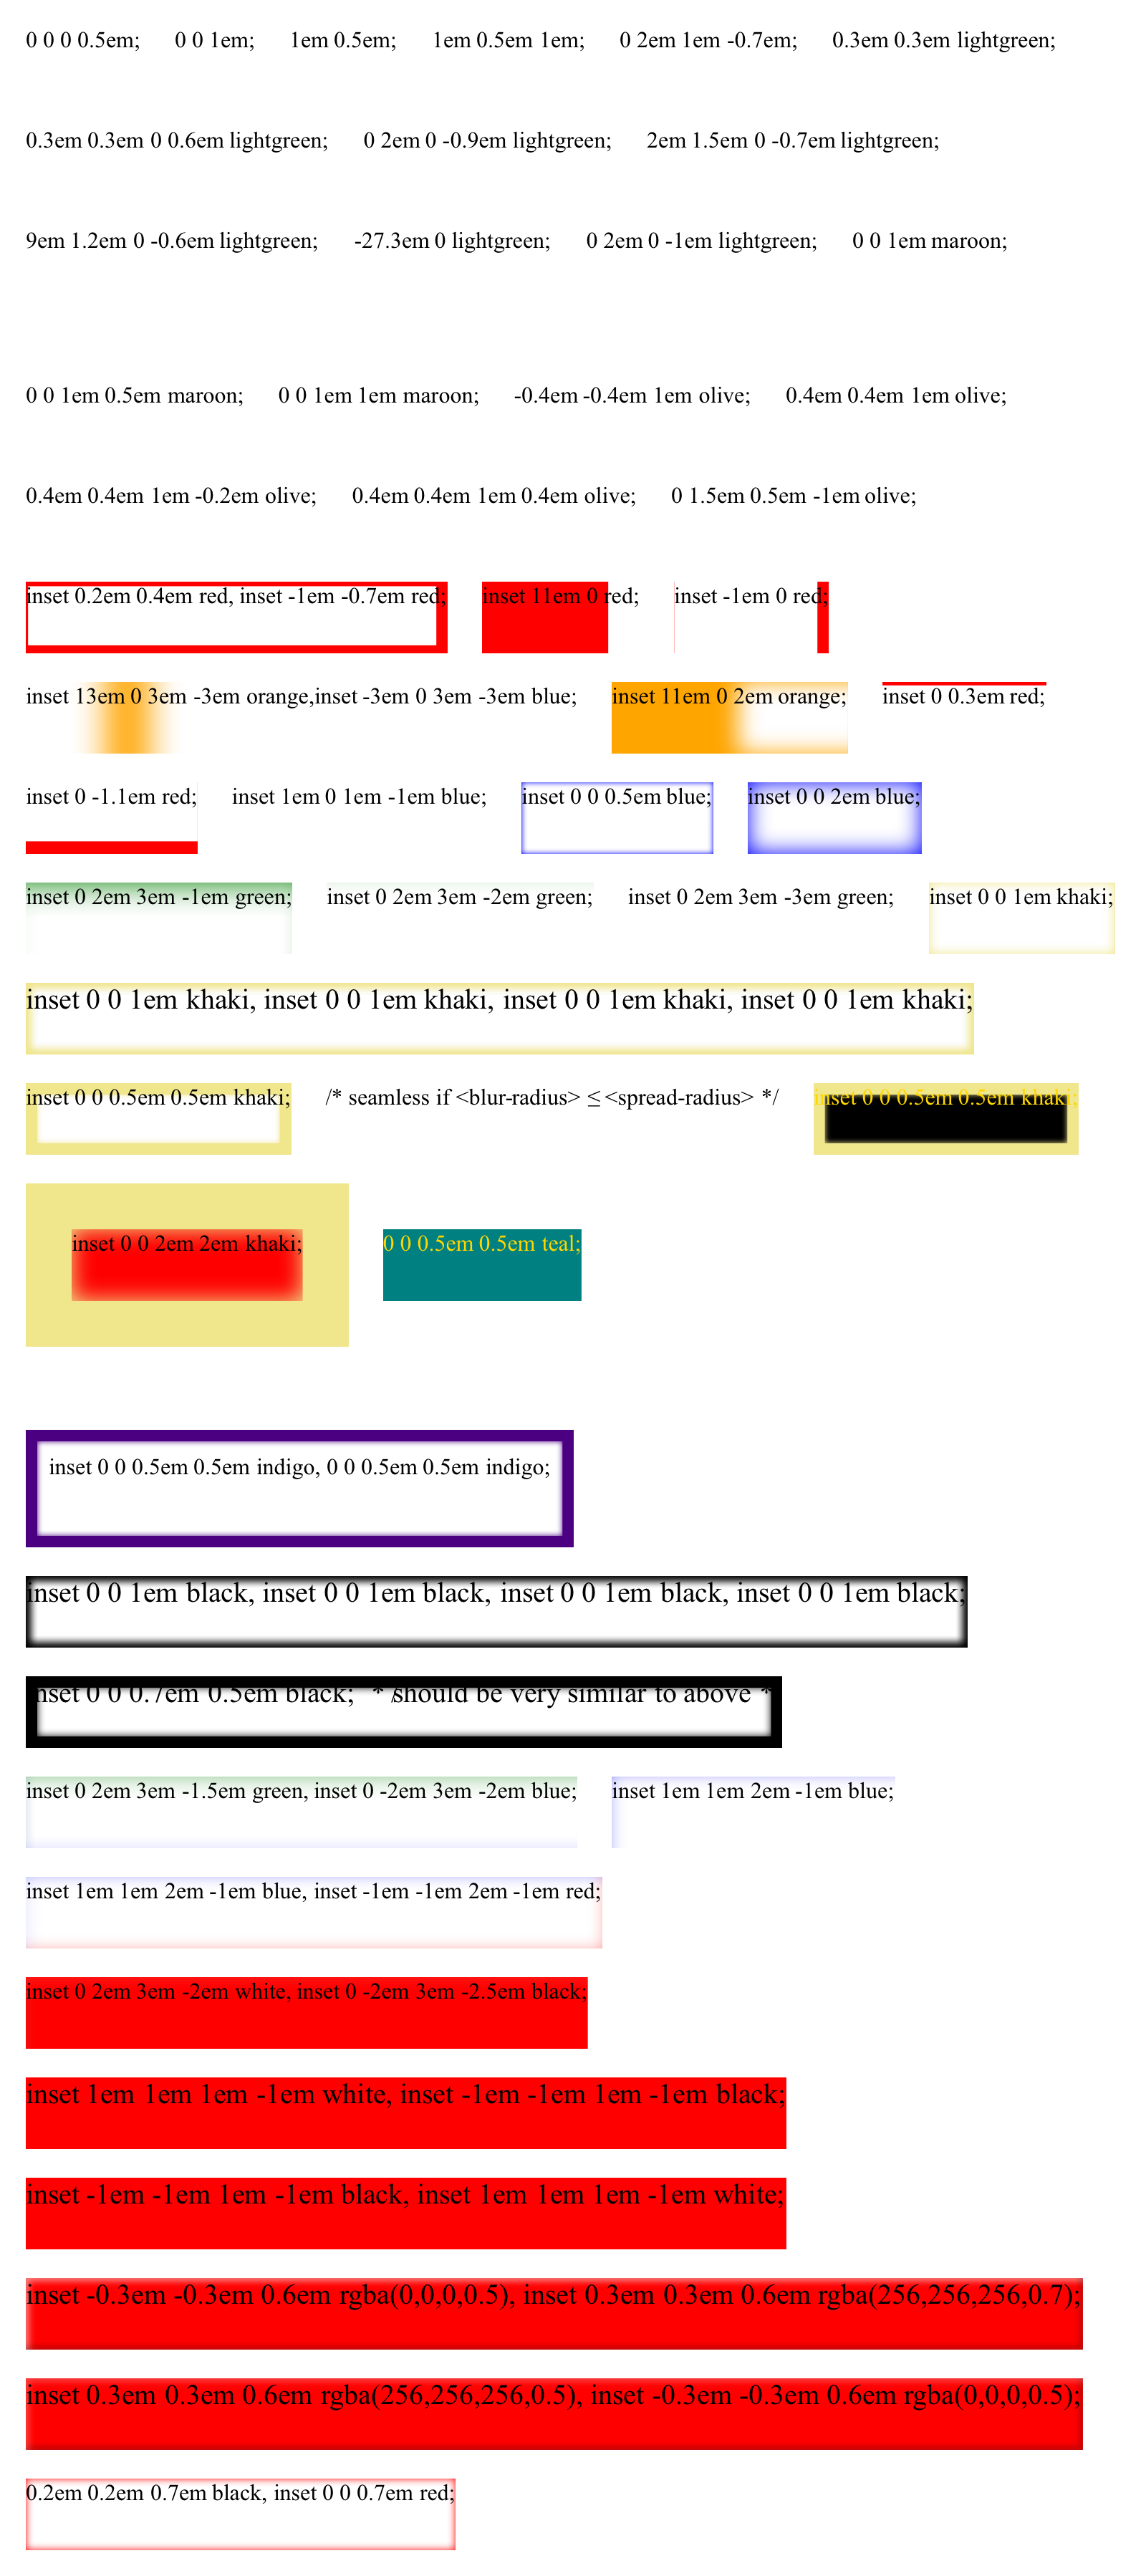 0 0 0 0.5em; 0 0 1em; 1em 0.5em; 1em 0.5em 1em; 0 2em 1em -0.7em; 0.3em 0.3em lightgreen;
0.3em 0.3em 0 0.6em lightgreen; 0 2em 0 -0.9em lightgreen; 2em 1.5em 0 -0.7em lightgreen;
9em 1.2em 0 -0.6em lightgreen; -27.3em 0 lightgreen; 0 2em 0 -1em lightgreen; 0 0 1em maroon;
0 0 1em 0.5em maroon; 0 0 1em 1em maroon; -0.4em -0.4em 1em olive; 0.4em 0.4em 1em olive;
0.4em 0.4em 1em -0.2em olive; 0.4em 0.4em 1em 0.4em olive; 0 1.5em 0.5em -1em olive;
inset 0.2em 0.4em red, inset -1em -0.7em red; inset 11em 0 red; inset -1em 0 red;
inset 13em 0 3em -3em orange,inset -3em 0 3em -3em blue; inset 11em 0 2em orange; inset 0 0.3em red;
inset 0 -1.1em red; inset 1em 0 1em -1em blue; inset 0 0 0.5em blue; inset 0 0 2em blue;
inset 0 2em 3em -1em green; inset 0 2em 3em -2em green; inset 0 2em 3em -3em green; inset 0 0 1em khaki;
inset 0 0 1em khaki, inset 0 0 1em khaki, inset 0 0 1em khaki, inset 0 0 1em khaki;
inset 0 0 0.5em 0.5em khaki; /* seamless if <blur-radius> ≤ <spread-radius> */ inset 0 0 0.5em 0.5em khaki;
inset 0 0 2em 2em khaki; 0 0 0.5em 0.5em teal;
inset 0 0 0.5em 0.5em indigo, 0 0 0.5em 0.5em indigo;
inset 0 0 1em black, inset 0 0 1em black, inset 0 0 1em black, inset 0 0 1em black;
inset 0 0 0.7em 0.5em black; * /should be very similar to above *
inset 0 2em 3em -1.5em green, inset 0 -2em 3em -2em blue; inset 1em 1em 2em -1em blue;
inset 1em 1em 2em -1em blue, inset -1em -1em 2em -1em red;
inset 0 2em 3em -2em white, inset 0 -2em 3em -2.5em black;
inset 1em 1em 1em -1em white, inset -1em -1em 1em -1em black;
inset -1em -1em 1em -1em black, inset 1em 1em 1em -1em white;
inset -0.3em -0.3em 0.6em rgba(0,0,0,0.5), inset 0.3em 0.3em 0.6em rgba(256,256,256,0.7);
inset 0.3em 0.3em 0.6em rgba(256,256,256,0.5), inset -0.3em -0.3em 0.6em rgba(0,0,0,0.5);
0.2em 0.2em 0.7em black, inset 0 0 0.7em red;